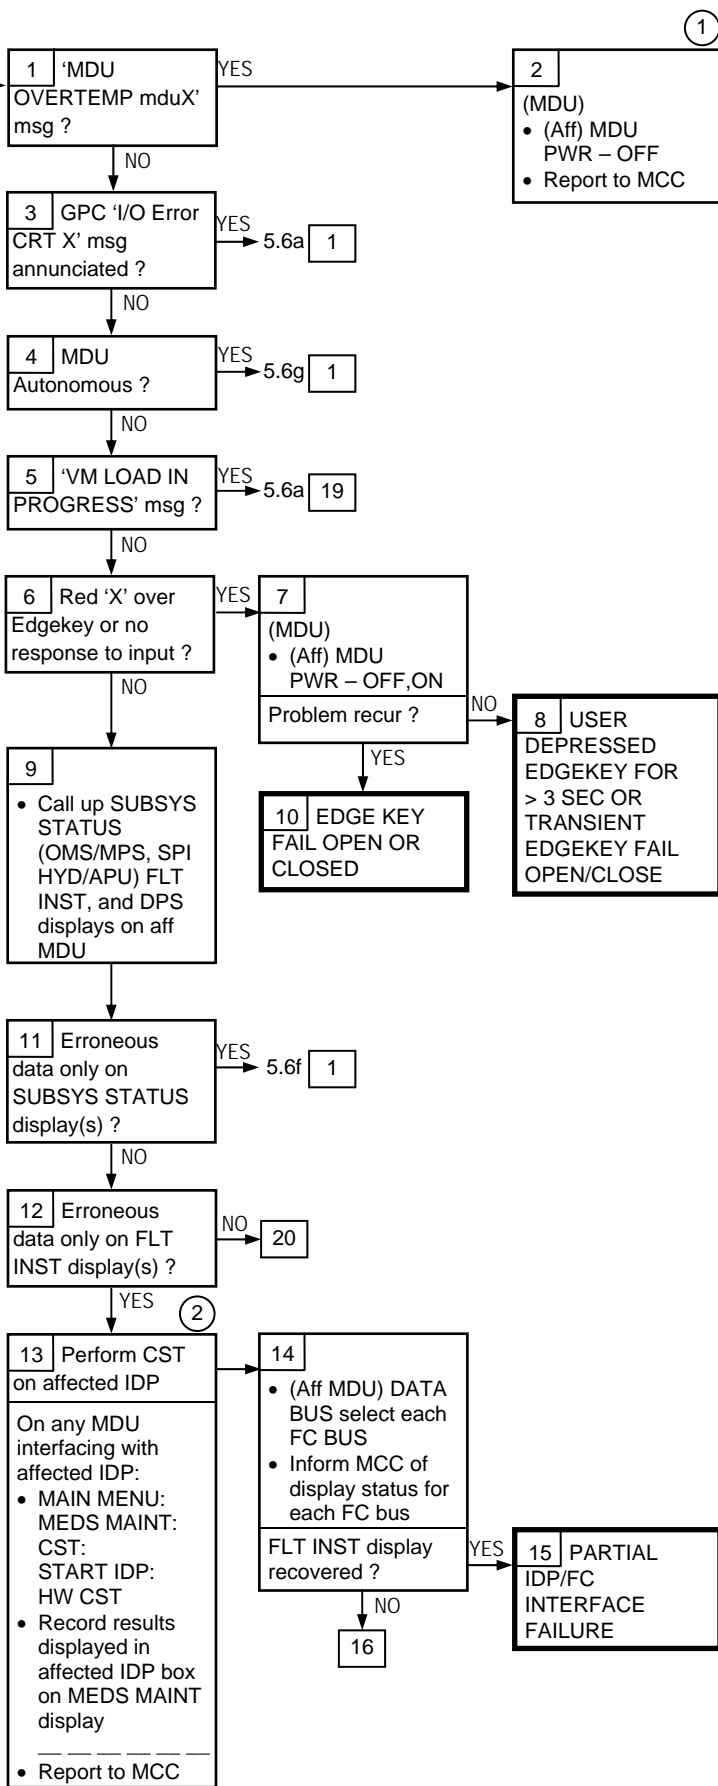 1
1 'MDU
OVERTEMP mduX'
msg ?
YES
2
(MDU)
• (Aff) MDU
PWR – OFF
• Report to MCC
NO
3 GPC 'I/O Error
CRT X' msg
annunciated ?
YES
5.6a 1
NO
4 MDU
Autonomous ?
YES
5.6g 1
NO
5 'VM LOAD IN
PROGRESS' msg ?
YES
5.6a 19
NO
6 Red 'X' over
Edgekey or no
response to input ?
YES
7
(MDU)
• (Aff) MDU
PWR – OFF,ON
Problem recur ?
NO
8 USER
DEPRESSED
EDGEKEY FOR
> 3 SEC OR
TRANSIENT
EDGEKEY FAIL
OPEN/CLOSE
YES
10 EDGE KEY
FAIL OPEN OR
CLOSED
NO
9
• Call up SUBSYS
STATUS
(OMS/MPS, SPI
HYD/APU) FLT
INST, and DPS
displays on aff
MDU
11 Erroneous
data only on
SUBSYS STATUS
display(s) ?
YES
5.6f 1
NO
12 Erroneous
data only on FLT
INST display(s) ?
NO
20
YES
2
13 Perform CST
on affected IDP
On any MDU
interfacing with
affected IDP:
• MAIN MENU:
MEDS MAINT:
CST:
START IDP:
HW CST
• Record results
displayed in
affected IDP box
on MEDS MAINT
display
__ __ __ __ __ __
• Report to MCC
14
• (Aff MDU) DATA
BUS select each
FC BUS
• Inform MCC of
display status for
each FC bus
FLT INST display
recovered ?
YES
15 PARTIAL
IDP/FC
INTERFACE
FAILURE
NO
16